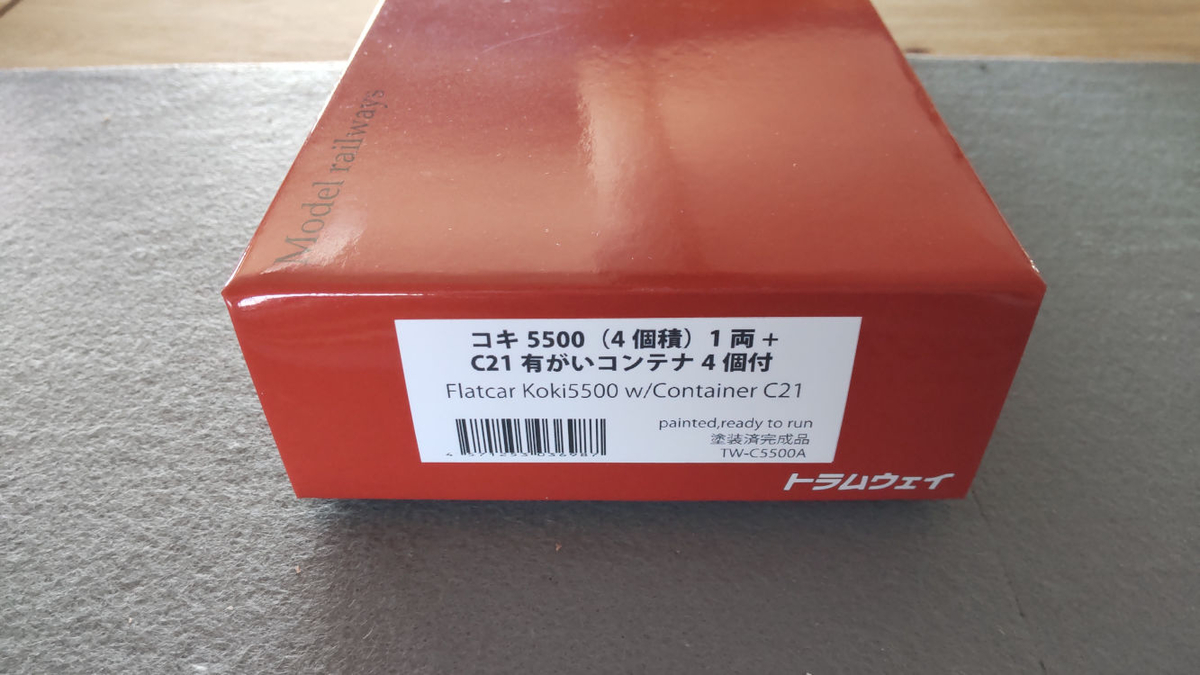 Model railways
コキ 5500（4 個積）1 両 +
C21 有がいコンテナ 4 個付
Flatcar Koki5500 w/Container C21
painted,ready to run
塗装済完成品
TW-C5500A
トラムウェイ